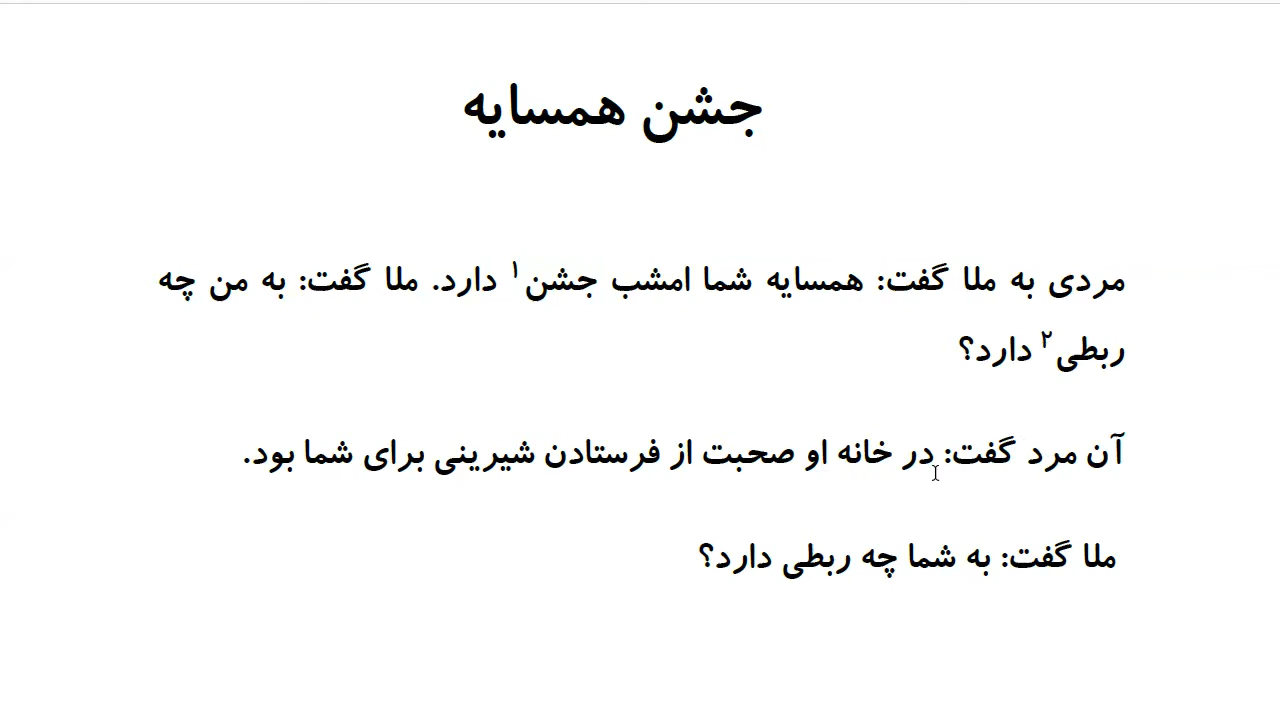 جشن همسایه
مردی به ملا گفت: همسایه شما امشب جشن۱ دارد. ملا گفت: به من چه
ربطی۲ دارد؟
آن مرد گفت: در خانه او صحبت از فرستادن شیرینی برای شما بود.
ملا گفت: به شما چه ربطی دارد؟